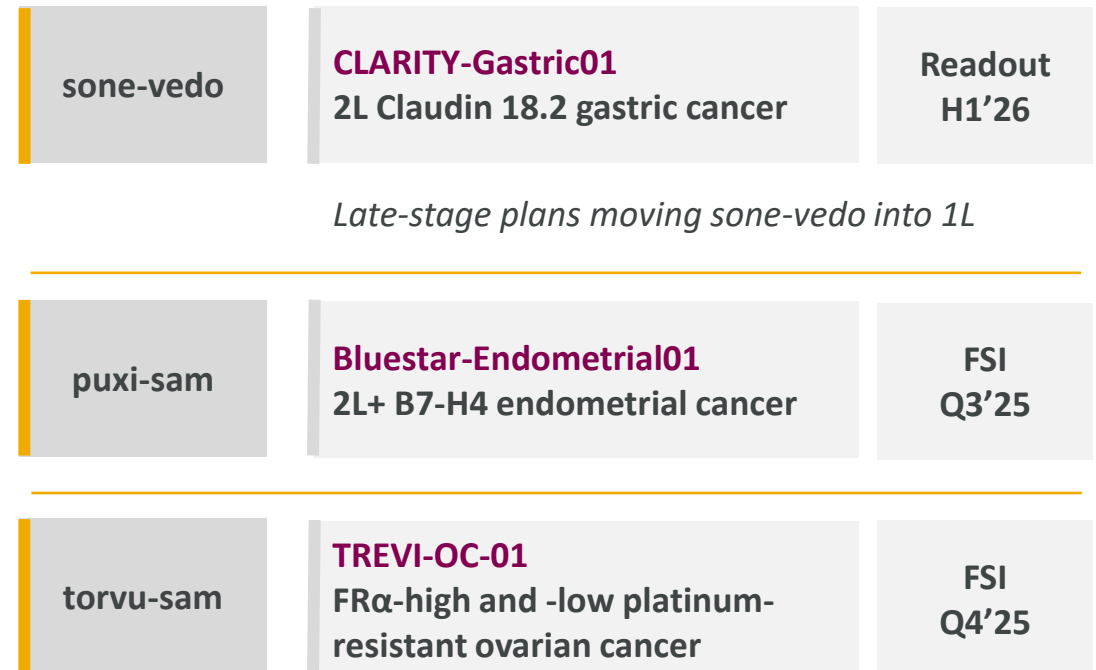 sone-vedo
CLARITY-Gastric01
2L Claudin 18.2 gastric cancer
Readout
H1’26
Late-stage plans moving sone-vedo into 1L
puxi-sam
Bluestar-Endometrial01
2L+ B7-H4 endometrial cancer
FSI
Q3’25
torvu-sam
TREVI-OC-01
FRα-high and -low platinum-
resistant ovarian cancer
FSI
Q4’25